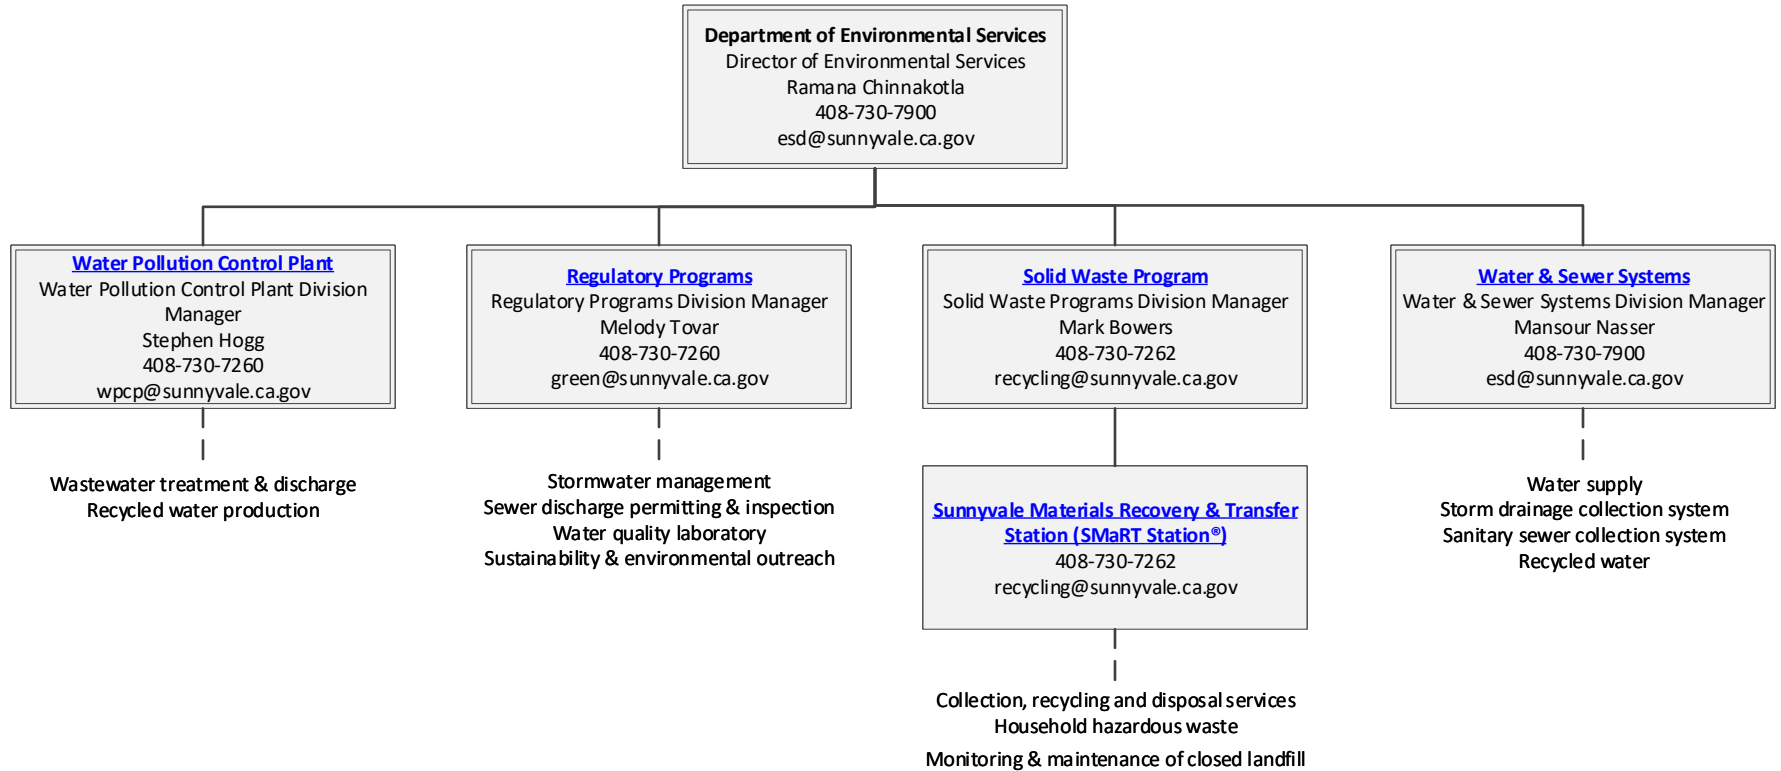 Department of Environmental Services
Director of Environmental Services
Ramana Chinnakotla
408-730-7900
esd@sunnyvale.ca.gov
Water Pollution Control Plant
Water Pollution Control Plant Division
Manager
Stephen Hogg
408-730-7260
wpcp@sunnyvale.ca.gov
Wastewater treatment & discharge
Recycled water production
Regulatory Programs
Regulatory Programs Division Manager
Melody Tovar
408-730-7260
green@sunnyvale.ca.gov
Stormwater management
Sewer discharge permitting & inspection
Water quality laboratory
Sustainability & environmental outreach
Solid Waste Program
Solid Waste Programs Division Manager
Mark Bowers
408-730-7262
recycling@sunnyvale.ca.gov
Sunnyvale Materials Recovery & Transfer
Station (SMaRT Station®)
408-730-7262
recycling@sunnyvale.ca.gov
Collection, recycling and disposal services
Household hazardous waste
Monitoring & maintenance of closed landfill
Water & Sewer Systems
Water & Sewer Systems Division Manager
Mansour Nasser
408-730-7900
esd@sunnyvale.ca.gov
Water supply
Storm drainage collection system
Sanitary sewer collection system
Recycled water